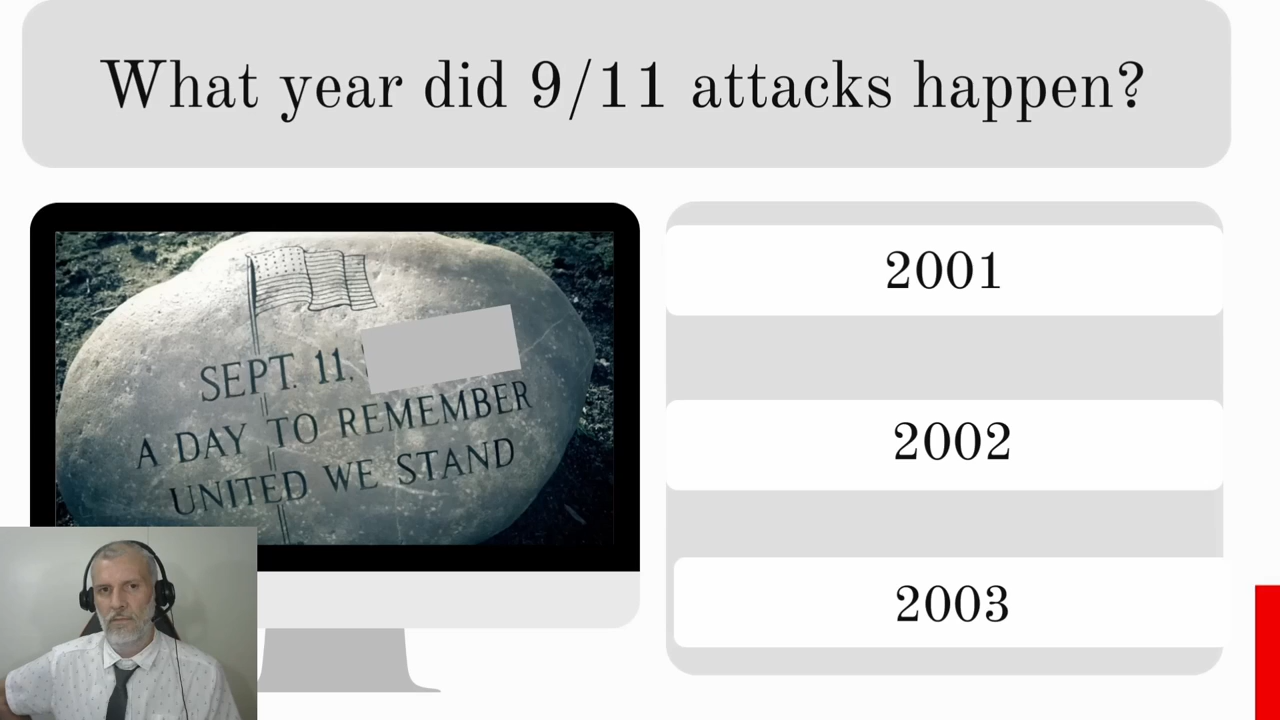 What year did 9/11 attacks happen?
SEPT. 11,
A DAY TO REMEMBER
UNITED WE STAND
2001
2002
2003